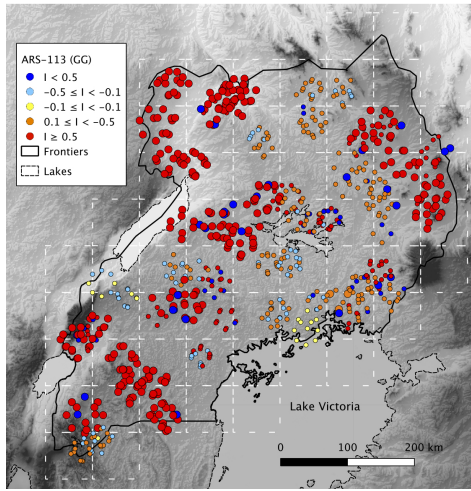 ARS-113 (GG)
I < 0.5
-0.5 ≤ I < -0.1
-0.1 ≤ I < -0.1
0.1 ≤ I < -0.5
I ≥ 0.5
Frontiers
Lakes
Lake Victoria
0 100 200 km